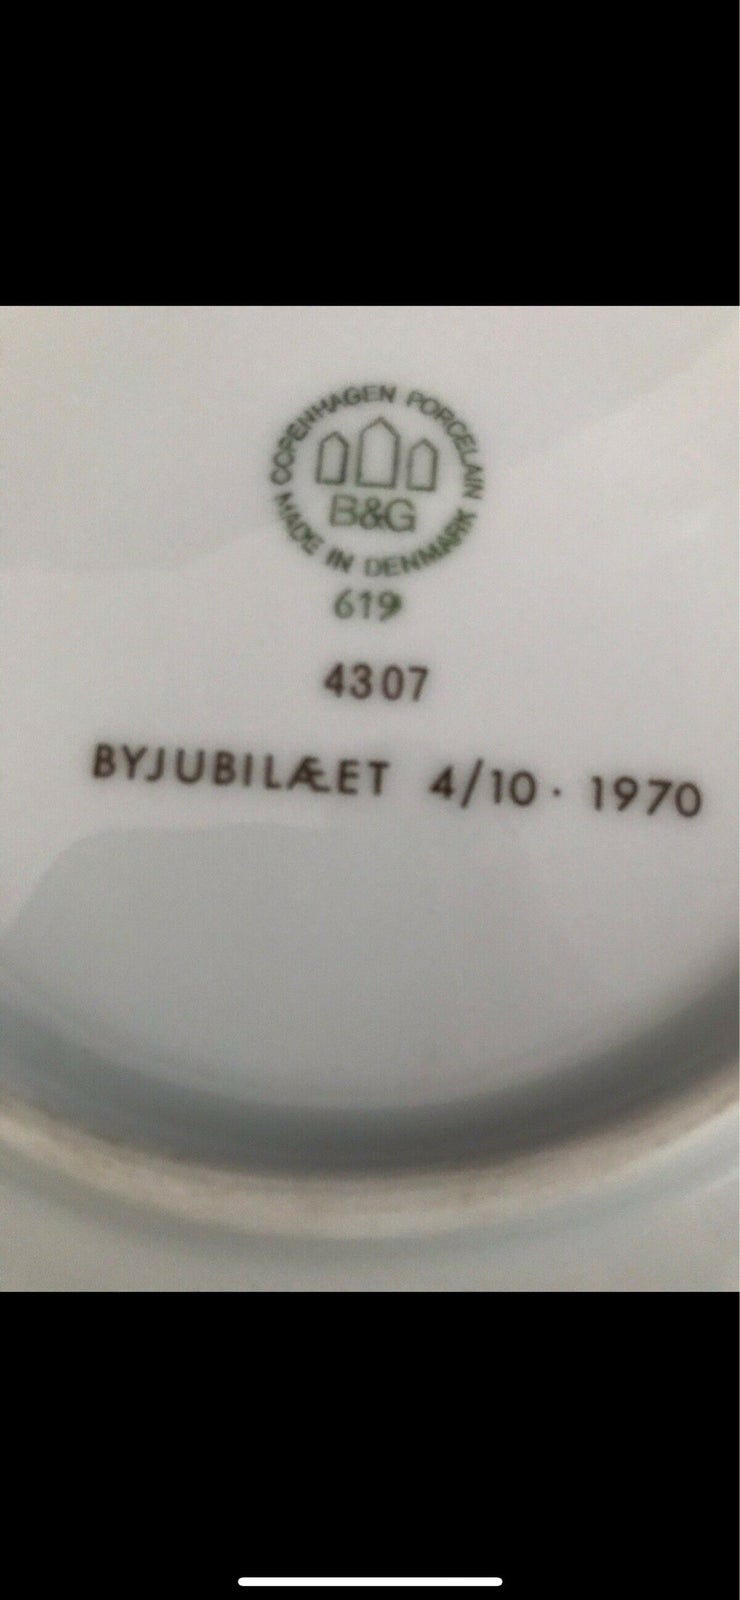 COPENHAGEN PORCELAIN
B&G
MADE IN DENMARK
619
4307
BYJUBILÆET 4/10 · 1970